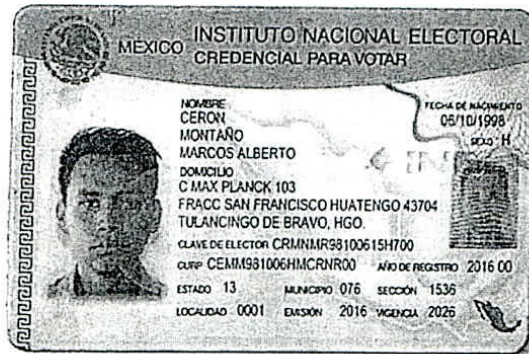 MÉXICO INSTITUTO NACIONAL ELECTORAL
CREDENCIAL PARA VOTAR
NOMBRE
CERON
MONTAÑO
MARCOS ALBERTO
FECHA DE NACIMIENTO
06/10/1998
SEXO H
DOMICILIO
C MAX PLANCK 103
FRACC SAN FRANCISCO HUATENGO 43704
TULANCINGO DE BRAVO, HGO.
CLAVE DE ELECTOR CRMNMR98100615H700
CURP CEMM981006HMCRNR00 AÑO DE REGISTRO 2016 00
ESTADO 13 MUNICIPIO 076 SECCIÓN 1536
LOCALIDAD 0001 EMISIÓN 2016 VIGENCIA 2026